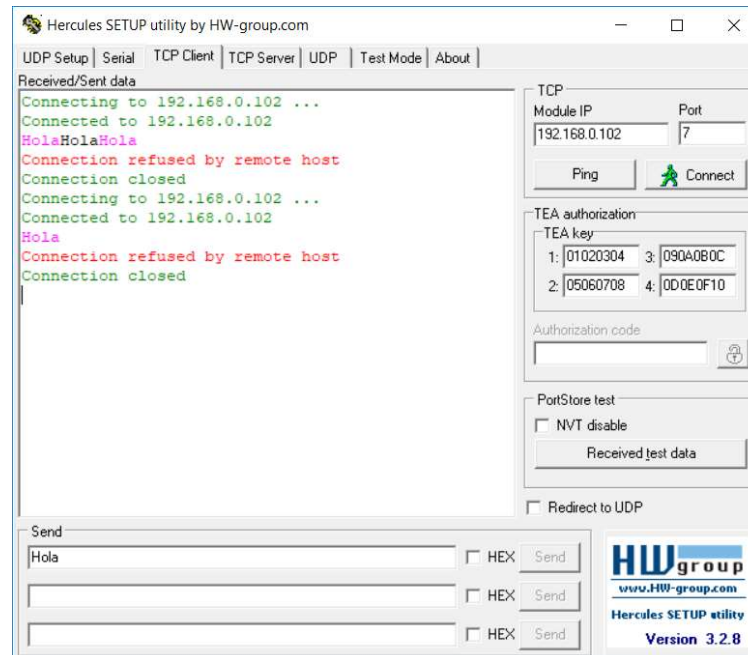 Hercules SETUP utility by HW-group.com
UDP Setup Serial TCP Client TCP Server UDP Test Mode About
Received/Sent data
Connecting to 192.168.0.102 ...
Connected to 192.168.0.102
HolaHolaHola
Connection refused by remote host
Connection closed
Connecting to 192.168.0.102 ...
Connected to 192.168.0.102
Hola
Connection refused by remote host
Connection closed
TCP
Module IP Port
192.168.0.102 7
Ping Connect
TEA authorization
TEA key
1: 01020304 3: 090A0B0C
2: 05060708 4: 0D0E0F10
Authorization code
PortStore test
NVT disable
Received test data
Redirect to UDP
Send
Hola HEX Send
HEX Send
HEX Send
HWgroup
www.HW-group.com
Hercules SETUP utility
Version 3.2.8